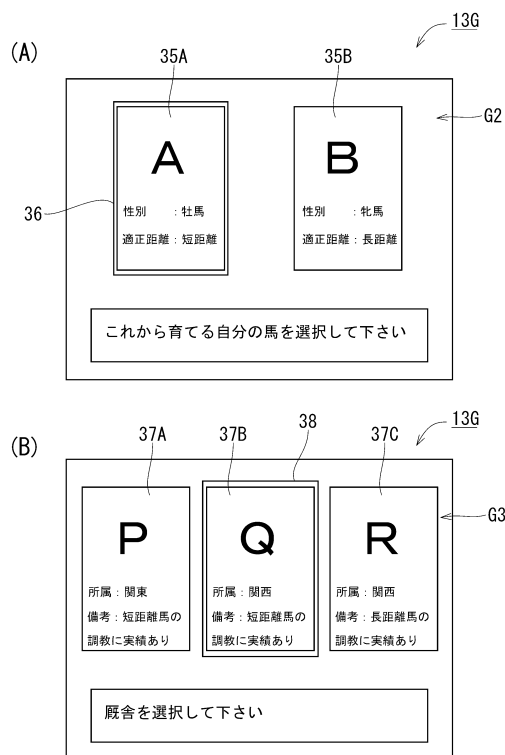 (A)
13G
35A
35B
G2
36
A
性別　　：牡馬
適正距離：短距離
B
性別　　：牝馬
適正距離：長距離
これから育てる自分の馬を選択して下さい
(B)
13G
37A
37B
38
37C
G3
P
所属：関東
備考：短距離馬の
調教に実績あり
Q
所属：関西
備考：短距離馬の
調教に実績あり
R
所属：関西
備考：長距離馬の
調教に実績あり
厩舎を選択して下さい